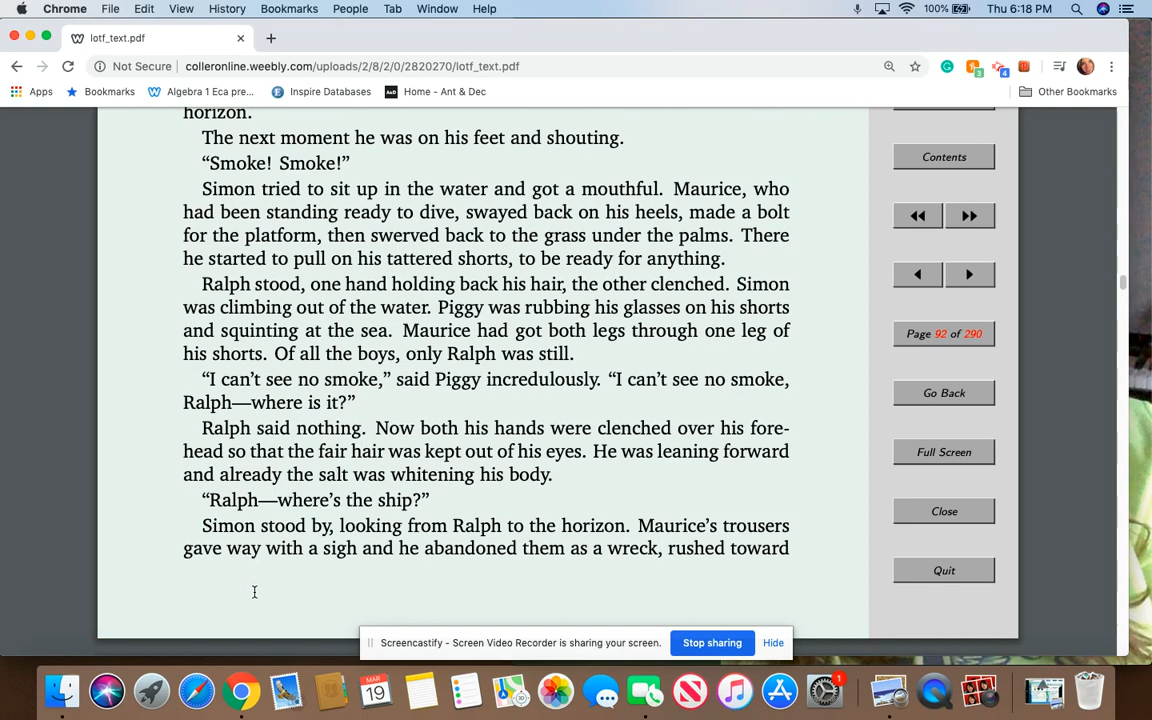 Chrome File Edit View History Bookmarks People Tab Window Help 100% Thu 6:18 PM
lotf_text.pdf
Not Secure colleronline.weebly.com/uploads/2/8/2/0/2820270/lotf_text.pdf 3 4
Apps Bookmarks Algebra 1 Eca pre... Inspire Databases Home - Ant & Dec Other Bookmarks
horizon.
The next moment he was on his feet and shouting.
“Smoke! Smoke!”
Simon tried to sit up in the water and got a mouthful. Maurice, who
had been standing ready to dive, swayed back on his heels, made a bolt
for the platform, then swerved back to the grass under the palms. There
he started to pull on his tattered shorts, to be ready for anything.
Ralph stood, one hand holding back his hair, the other clenched. Simon
was climbing out of the water. Piggy was rubbing his glasses on his shorts
and squinting at the sea. Maurice had got both legs through one leg of
his shorts. Of all the boys, only Ralph was still.
“I can’t see no smoke,” said Piggy incredulously. “I can’t see no smoke,
Ralph—where is it?”
Ralph said nothing. Now both his hands were clenched over his fore-
head so that the fair hair was kept out of his eyes. He was leaning forward
and already the salt was whitening his body.
“Ralph—where’s the ship?”
Simon stood by, looking from Ralph to the horizon. Maurice’s trousers
gave way with a sigh and he abandoned them as a wreck, rushed toward
Contents
Page 92 of 290
Go Back
Full Screen
Close
Quit
Screencastify - Screen Video Recorder is sharing your screen. Stop sharing Hide
MAR
19
1